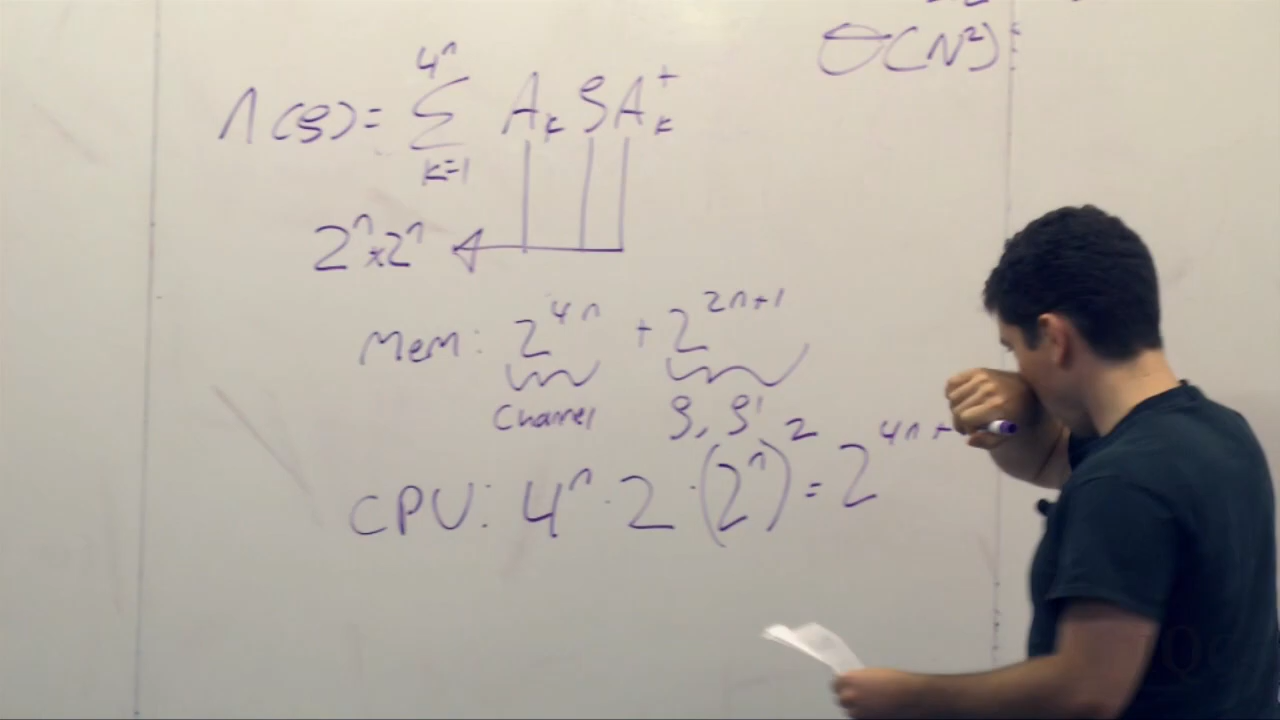 Θ(N²)
Λ(ρ) = Σ_{k=1}^{4^n} A_k ρ A_k^+
2^n × 2^n
Mem: 2^{4n} + 2^{2n+1}
Channel ρ, ρ'
CPU: 4^n · 2 · (2^n)^2 = 2^{4n+